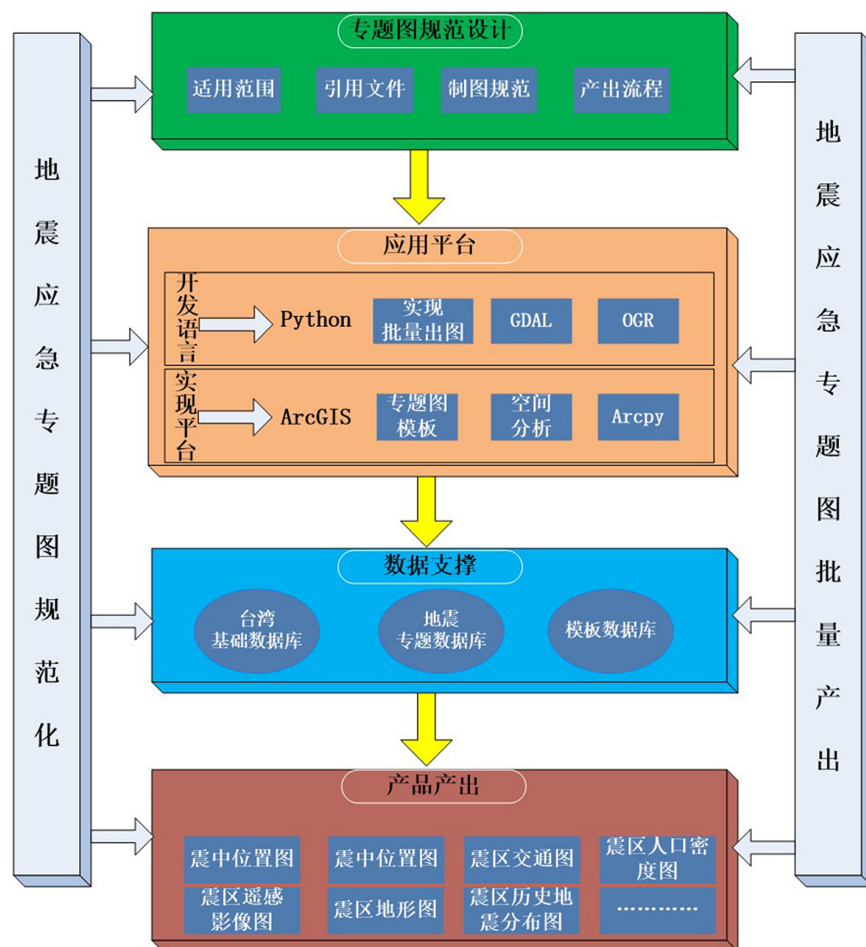 专题图规范设计
适用范围
引用文件
制图规范
产出流程
地震应急专题图规范化
地震应急专题图批量产出
应用平台
开发语言
Python
实现
批量出图
GDAL
OGR
实现平台
ArcGIS
专题图
模板
空间
分析
Arcpy
数据支撑
台湾
基础数据库
地震
专题数据库
模板数据库
产品产出
震中位置图
震中位置图
震区交通图
震区人口密
度图
震区遥感
影像图
震区地形图
震区历史地
震分布图
…………